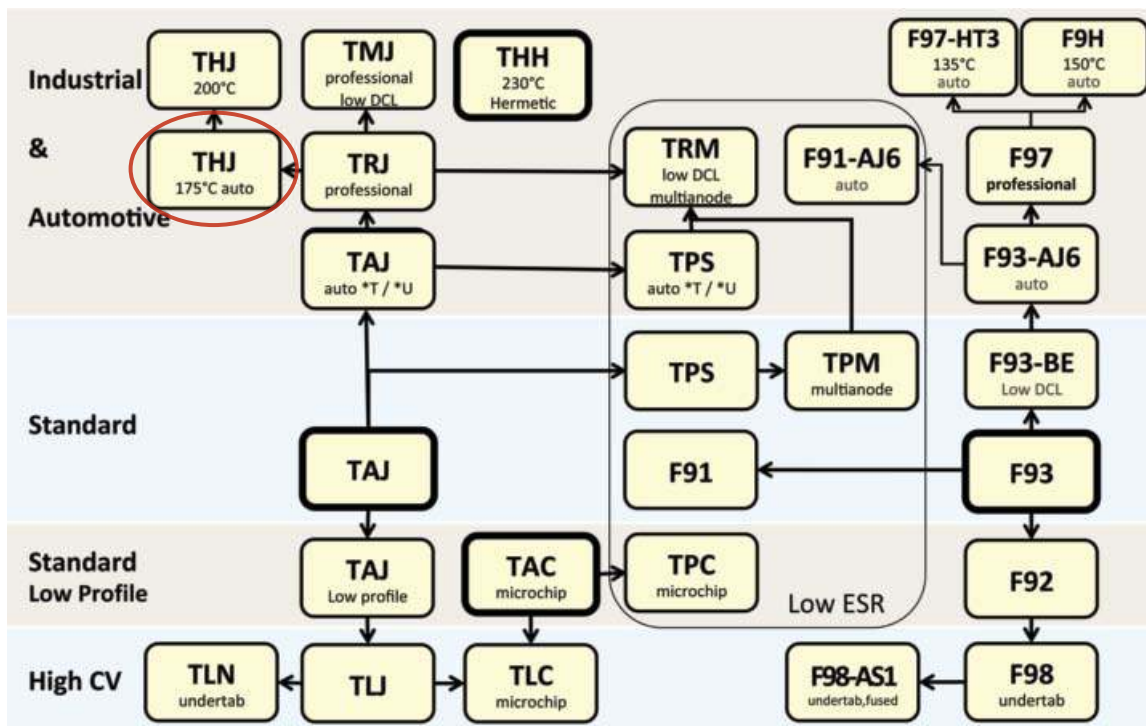 Industrial
&
Automotive
THJ
200°C
TMJ
professional
low DCL
THH
230°C
Hermetic
F97-HT3
135°C
auto
F9H
150°C
auto
THJ
175°C auto
TRJ
professional
TRM
low DCL
multianode
F91-AJ6
auto
F97
professional
TAJ
auto *T / *U
TPS
auto *T / *U
F93-AJ6
auto
Standard
TPS
TPM
multianode
F93-BE
Low DCL
TAJ
F91
F93
Standard
Low Profile
TAJ
Low profile
TAC
microchip
TPC
microchip
Low ESR
F92
High CV
TLN
undertab
TLJ
TLC
microchip
F98-AS1
undertab,fused
F98
undertab